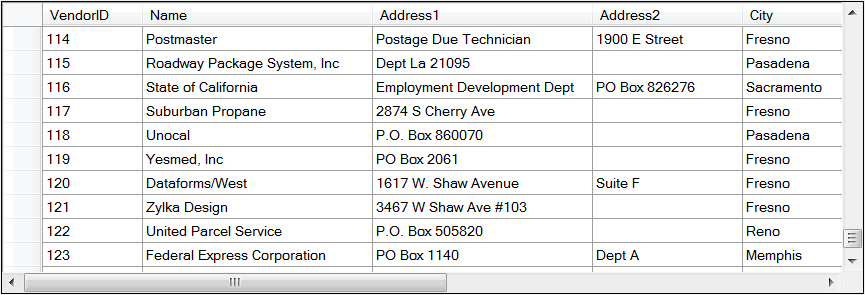 VendorID Name Address1 Address2 City
114 Postmaster Postage Due Technician 1900 E Street Fresno
115 Roadway Package System, Inc Dept La 21095 Pasadena
116 State of California Employment Development Dept PO Box 826276 Sacramento
117 Suburban Propane 2874 S Cherry Ave Fresno
118 Unocal P.O. Box 860070 Pasadena
119 Yesmed, Inc PO Box 2061 Fresno
120 Dataforms/West 1617 W. Shaw Avenue Suite F Fresno
121 Zylka Design 3467 W Shaw Ave #103 Fresno
122 United Parcel Service P.O. Box 505820 Reno
123 Federal Express Corporation PO Box 1140 Dept A Memphis